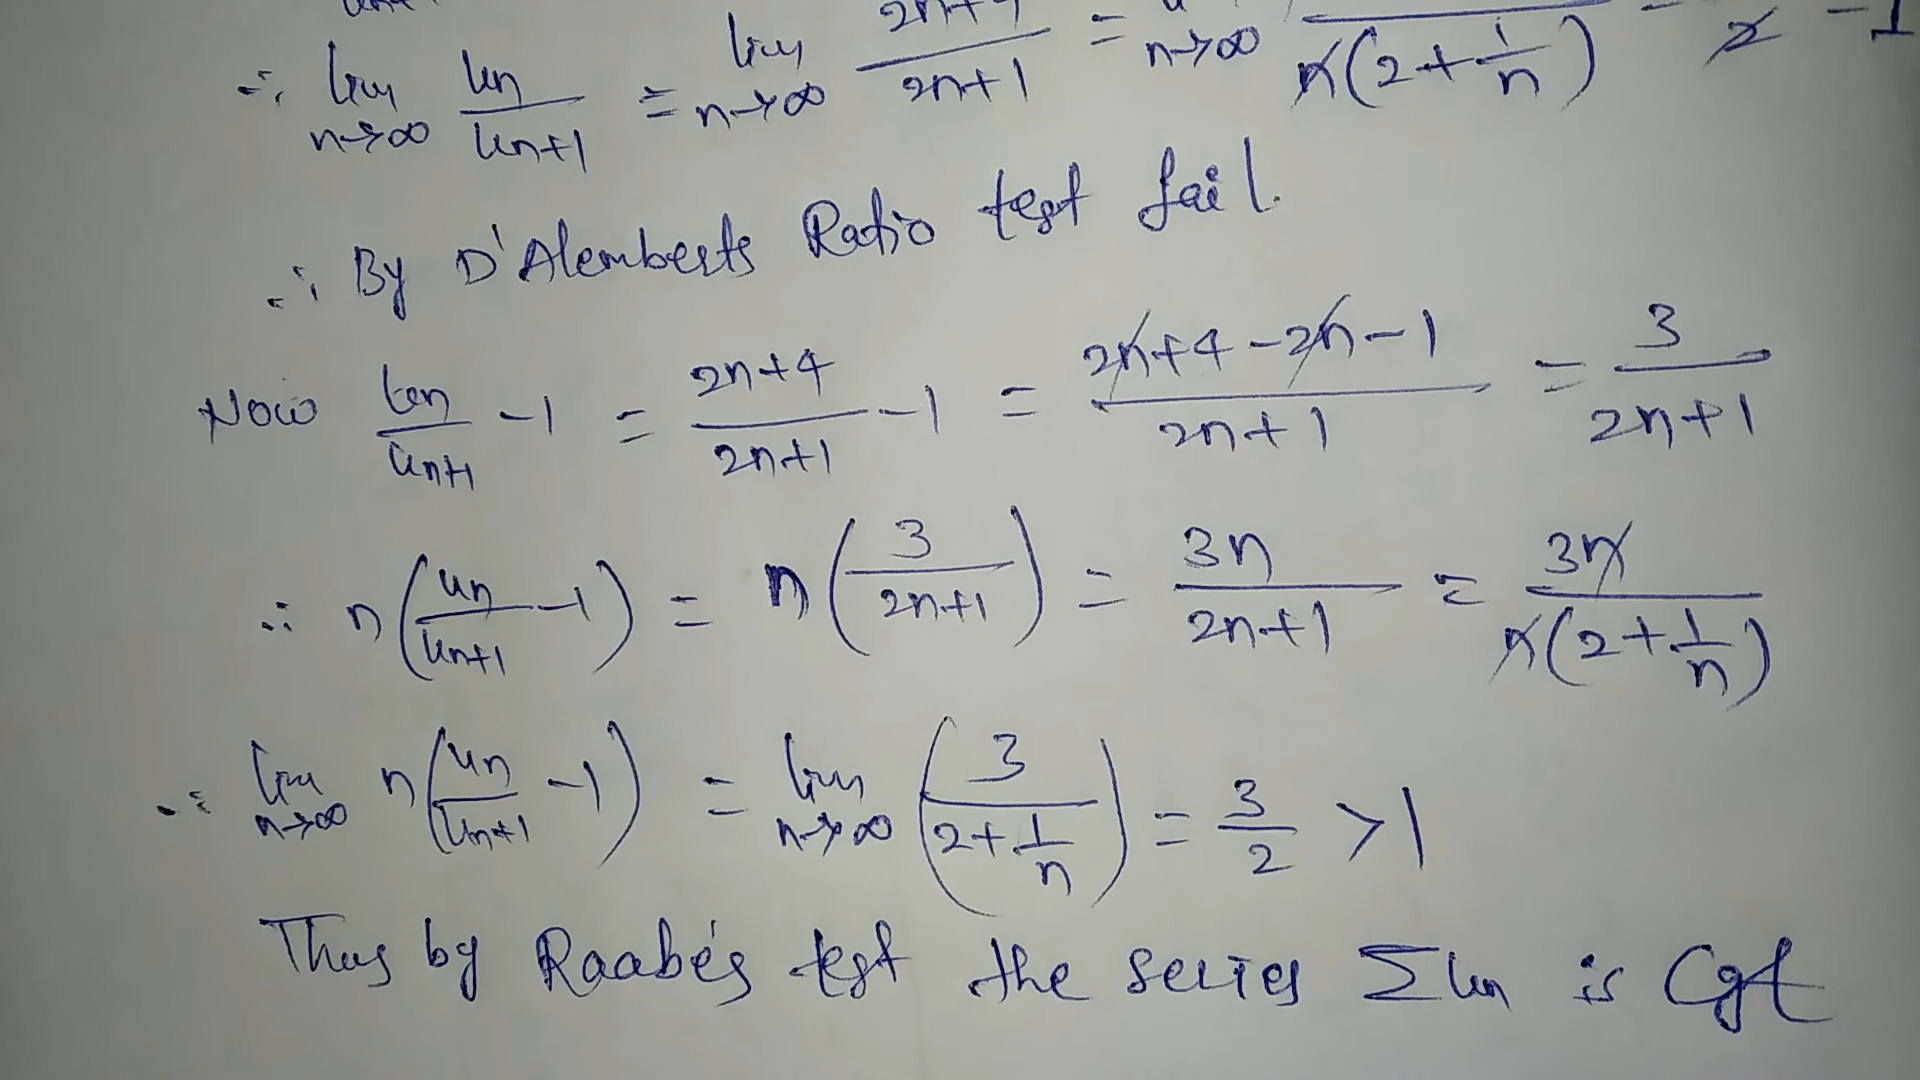 ∴ lim n→∞ un/un+1 = lim n→∞ 2n+4/2n+1 = n→∞ n(2+1/n) = 2 = 1
∴ By D'Alemberts Ratio test fail.
Now un/un+1 -1 = 2n+4/2n+1 -1 = 2n+4-2n-1/2n+1 = 3/2n+1
∴ n(un/un+1 -1) = n(3/2n+1) = 3n/2n+1 = 3n/n(2+1/n)
∴ lim n→∞ n(un/un+1 -1) = lim n→∞ (3/2+1/n) = 3/2 >1
Thus by Raabe's test the series Σun is Cgt